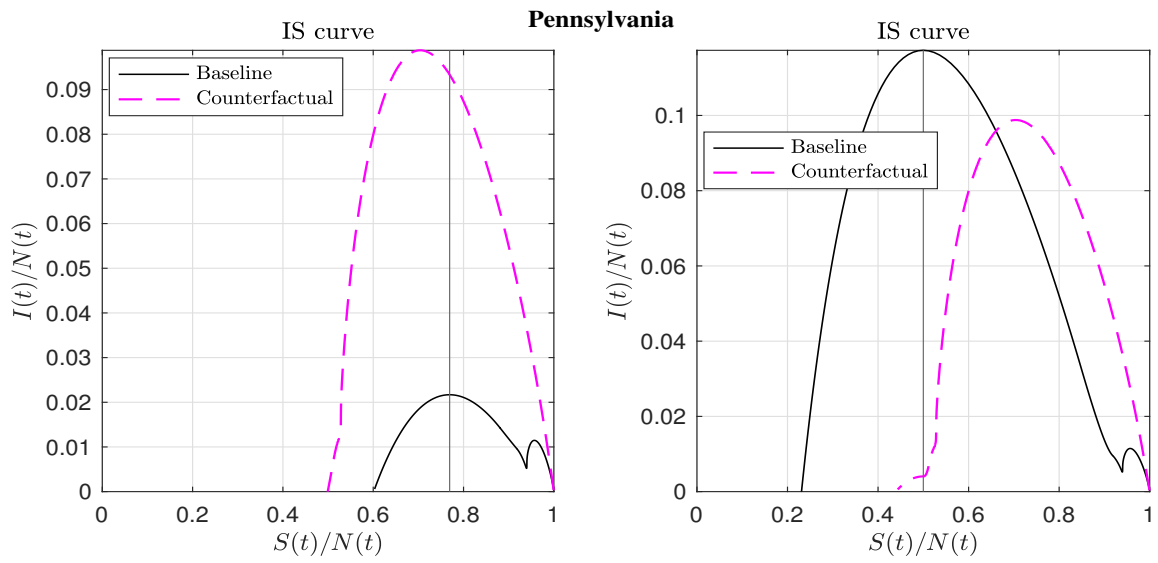 Pennsylvania
IS curve
Baseline
Counterfactual
0.09
0.08
0.07
0.06
0.05
0.04
0.03
0.02
0.01
0
I(t)/N(t)
0 0.2 0.4 0.6 0.8 1
S(t)/N(t)
IS curve
Baseline
Counterfactual
0.1
0.08
0.06
0.04
0.02
0
I(t)/N(t)
0 0.2 0.4 0.6 0.8 1
S(t)/N(t)